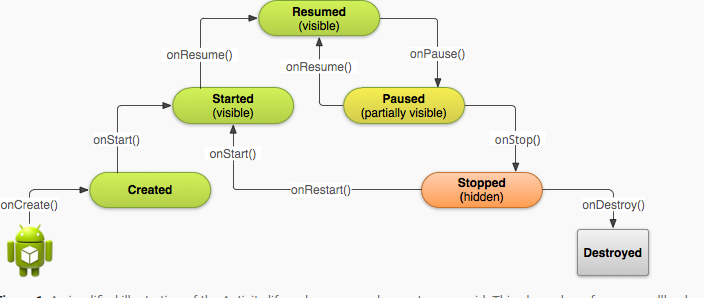 Resumed
(visible)
onResume()
onPause()
onResume()
Started
(visible)
Paused
(partially visible)
onStart()
onStart()
onStop()
Created
onRestart()
Stopped
(hidden)
onCreate()
onDestroy()
Destroyed